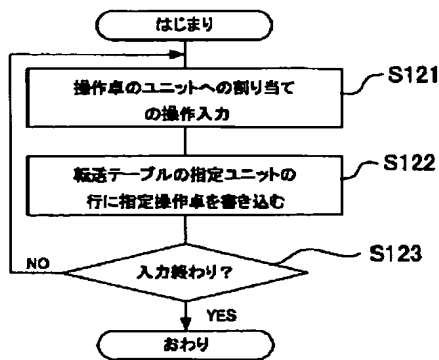 はじまり
操作卓のユニットへの割り当て
の操作入力
S121
転送テーブルの指定ユニットの
行に指定操作卓を書き込む
S122
入力終わり?
S123
NO
YES
おわり